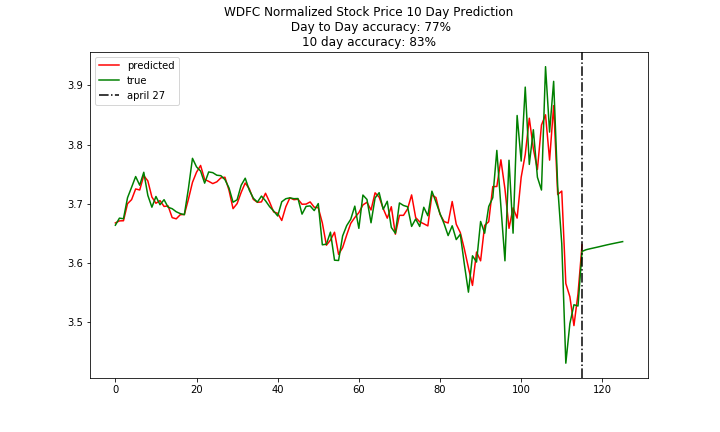 WDFC Normalized Stock Price 10 Day Prediction
Day to Day accuracy: 77%
10 day accuracy: 83%
predicted
true
april 27
3.9
3.8
3.7
3.6
3.5
0 20 40 60 80 100 120